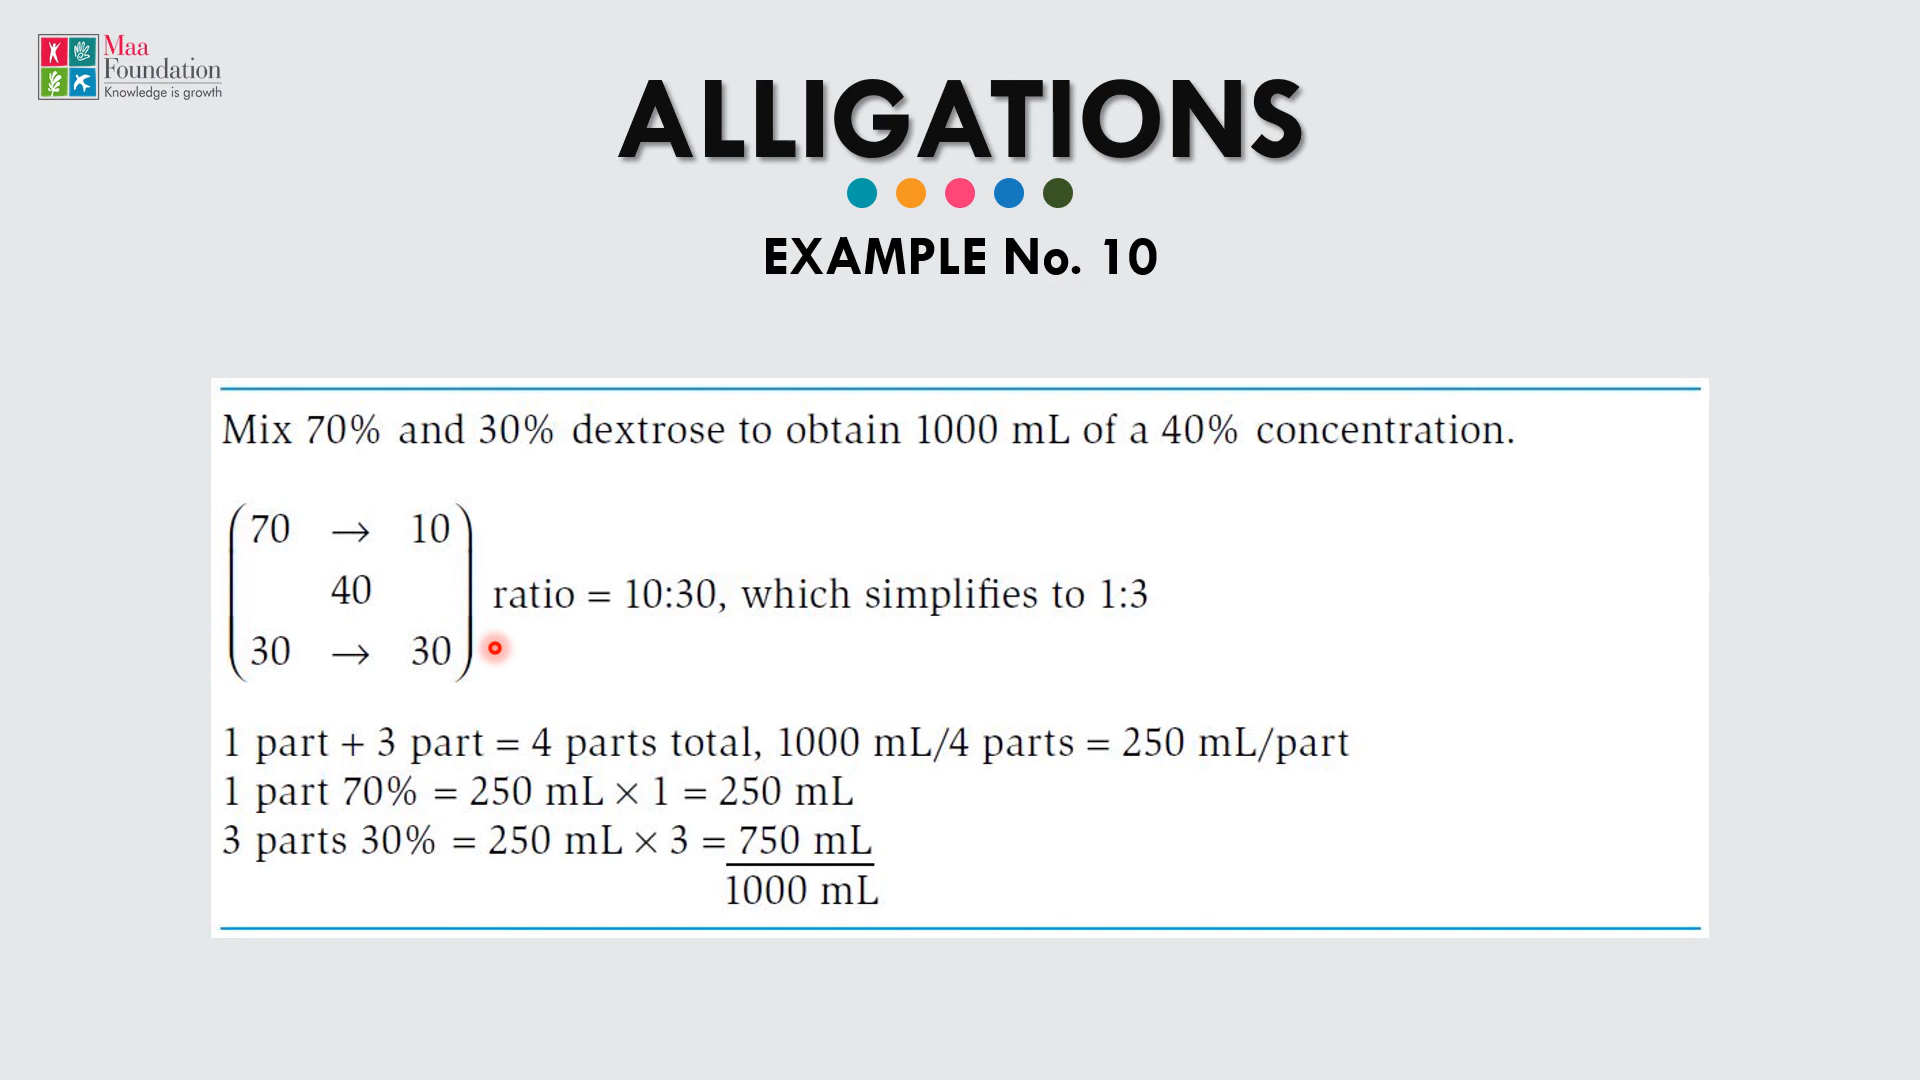 Maa
Foundation
Knowledge is growth
ALLIGATIONS
EXAMPLE No. 10
Mix 70% and 30% dextrose to obtain 1000 mL of a 40% concentration.
70 → 10
40
30 → 30
ratio = 10:30, which simplifies to 1:3
1 part + 3 part = 4 parts total, 1000 mL/4 parts = 250 mL/part
1 part 70% = 250 mL × 1 = 250 mL
3 parts 30% = 250 mL × 3 = 750 mL
1000 mL